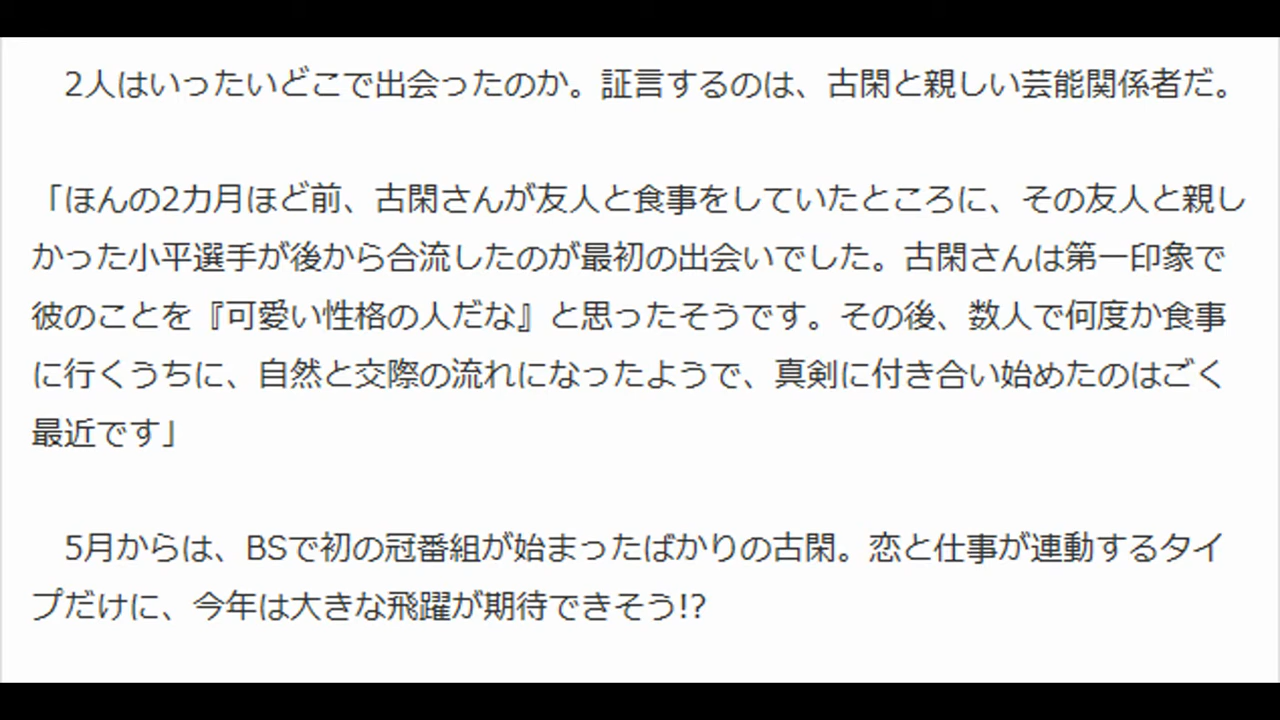 2人はいったいどこで出会ったのか。証言するのは、古閑と親しい芸能関係者だ。
「ほんの2カ月ほど前、古閑さんが友人と食事をしていたところに、その友人と親し
かった小平選手が後から合流したのが最初の出会いでした。古閑さんは第一印象で
彼のことを『可愛い性格の人だな』と思ったそうです。その後、数人で何度か食事
に行くうちに、自然と交際の流れになったようで、真剣に付き合い始めたのはごく
最近です」
　5月からは、BSで初の冠番組が始まったばかりの古閑。恋と仕事が連動するタイ
プだけに、今年は大きな飛躍が期待できそう!?